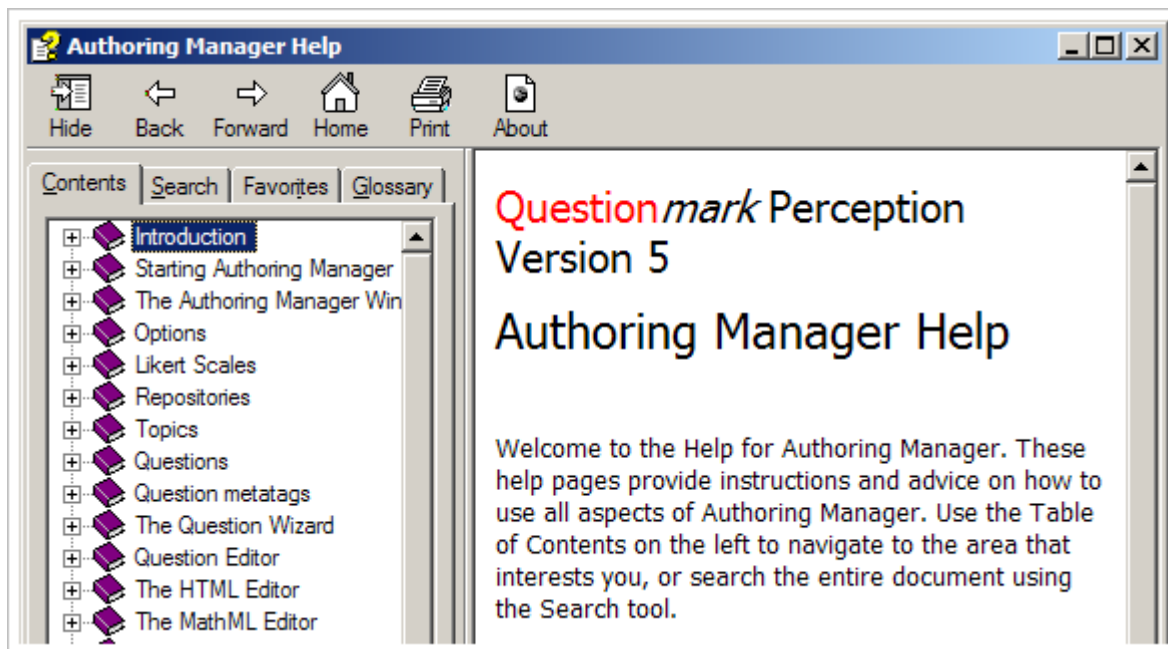 Authoring Manager Help
Hide Back Forward Home Print About
Contents Search Favorites Glossary
Introduction
Starting Authoring Manager
The Authoring Manager Win
Options
Likert Scales
Repositories
Topics
Questions
Question metatags
The Question Wizard
Question Editor
The HTML Editor
The MathML Editor
Questionmark Perception
Version 5
Authoring Manager Help
Welcome to the Help for Authoring Manager. These
help pages provide instructions and advice on how to
use all aspects of Authoring Manager. Use the Table
of Contents on the left to navigate to the area that
interests you, or search the entire document using
the Search tool.